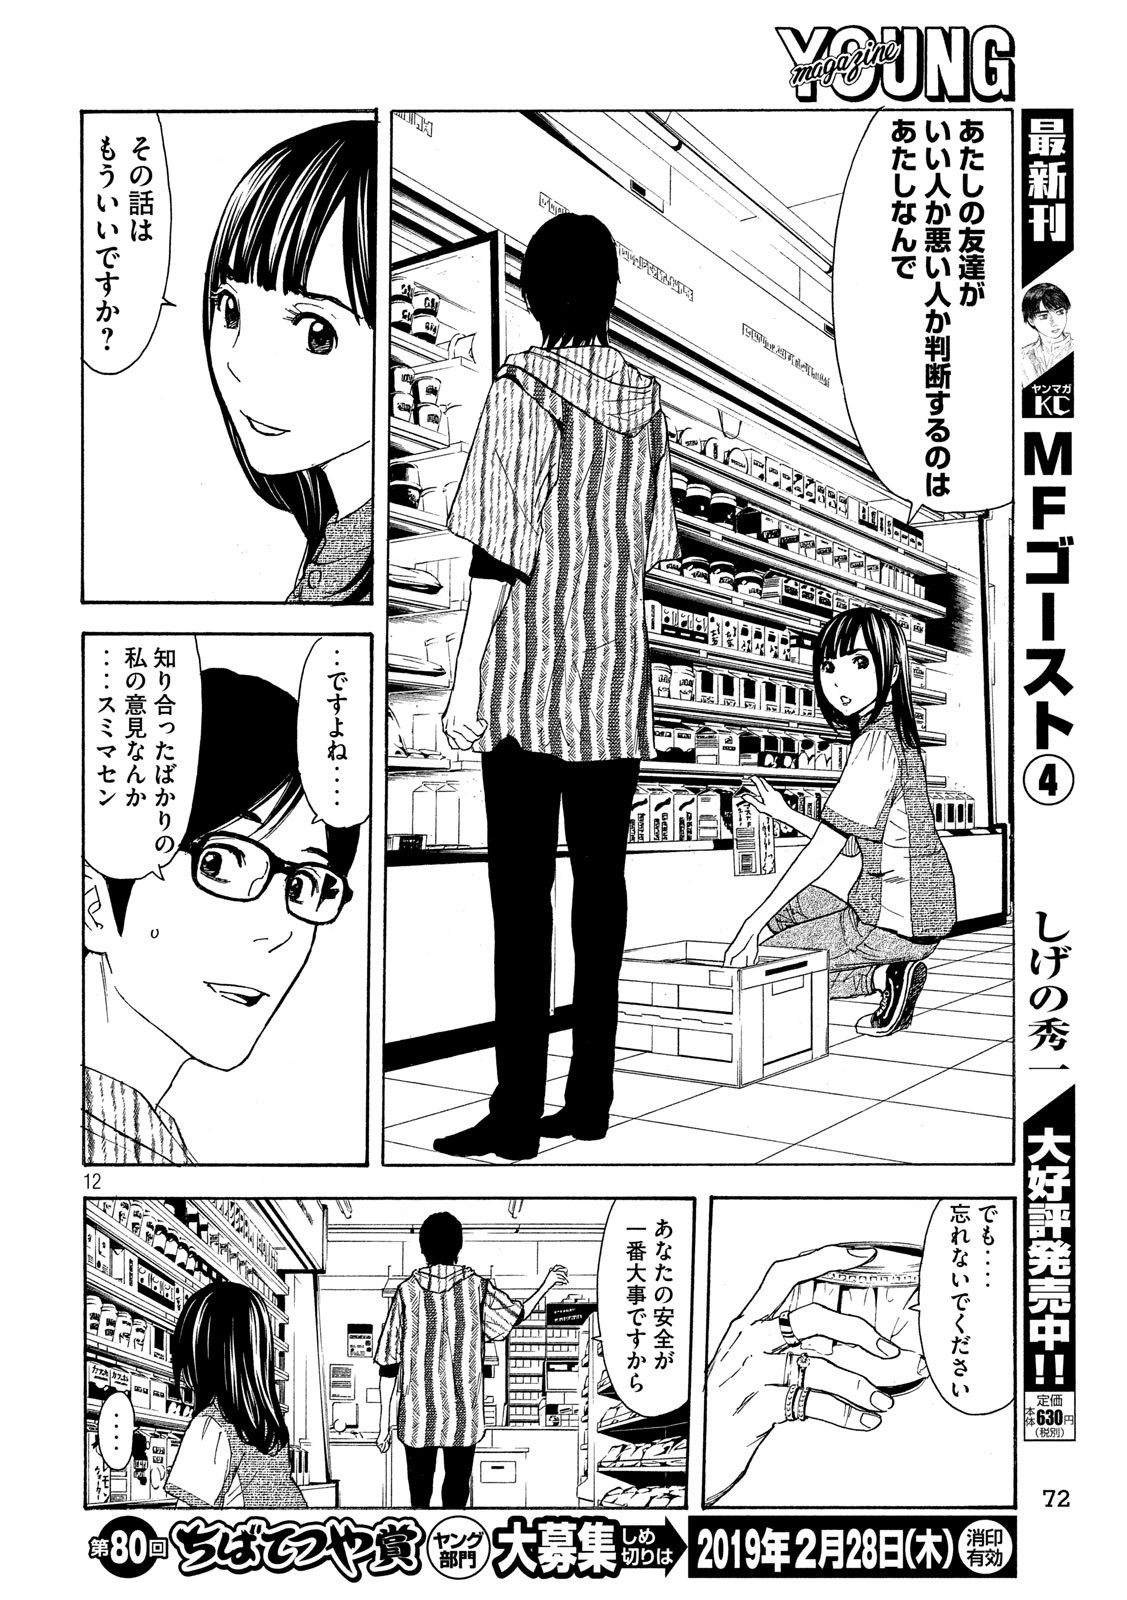 YOUNG
magazine
最新刊
ヤンマガ
KC
MFゴースト④
しげの秀一
大好評発売中!!
定価
本体630円
(税別)
あたしの友達が
いい人か悪い人か判断するのは
あたしなんで
その話は
もういいですか？
‥ですよね‥‥
知り合ったばかりの
私の意見なんか
‥‥スミマセン
12
でも‥‥
忘れないでください
あなたの安全が
一番大事ですから
‥‥
レモン
72
第80回
ちばてつや賞
ヤング
部門
大募集
しめ
切りは
2019年2月28日(木)
消印
有効